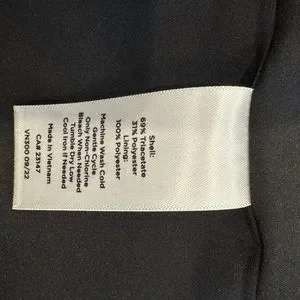 Shell:
69% Triacetate
31% Polyester
Lining:
100% Polyester
Machine Wash Cold
Gentle Cycle
Only Non-Chlorine
Bleach When Needed
Tumble Dry Low
Cool Iron If Needed
Made in Vietnam
CA# 23147
VN300 09/22